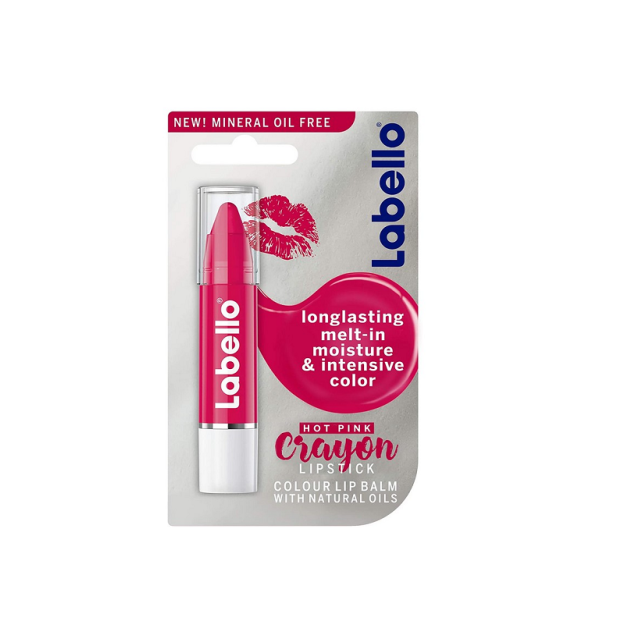 NEW! MINERAL OIL FREE
Labello®
Labello®
longlasting
melt-in
moisture
& intensive
color
HOT PINK
Crayon
LIPSTICK
COLOUR LIP BALM
WITH NATURAL OILS